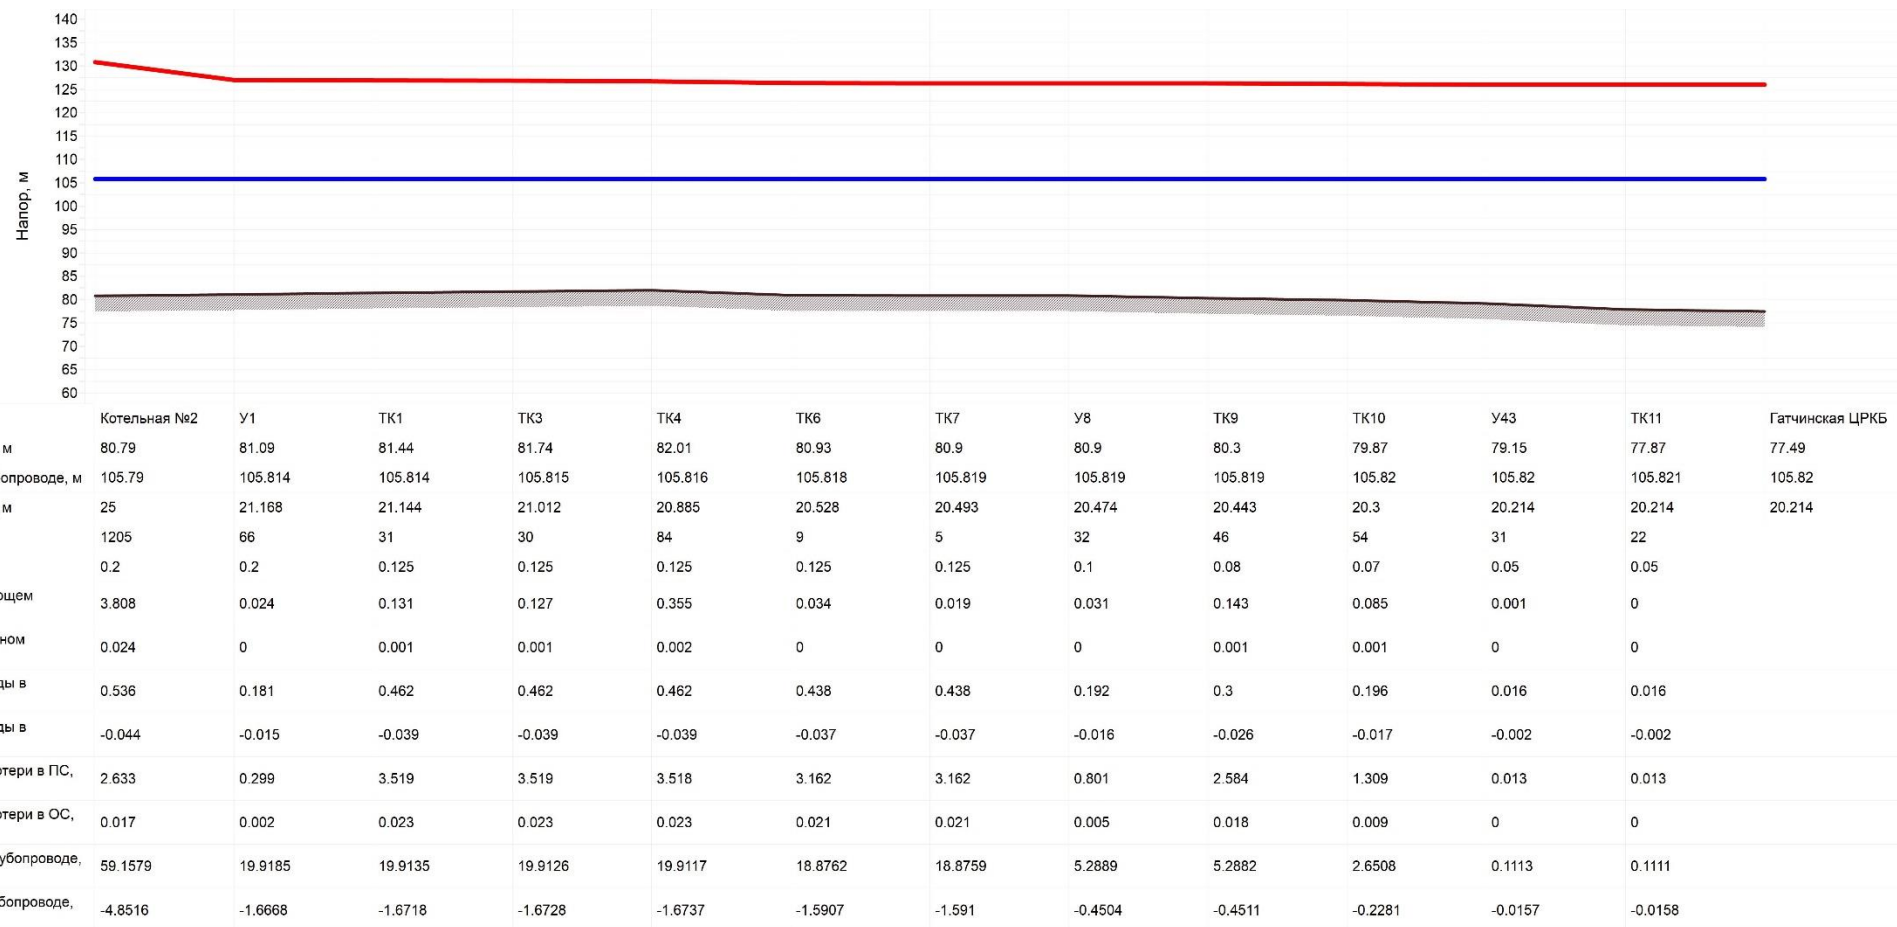 140
135
130
125
120
115
110
105
100
95
90
85
80
75
70
65
60
Напор, м
Котельная №2 У1 ТК1 ТК3 ТК4 ТК6 ТК7 У8 ТК9 ТК10 У43 ТК11 Гатчинская ЦРКБ
м 80.79 81.09 81.44 81.74 82.01 80.93 80.9 80.9 80.3 79.87 79.15 77.87 77.49
опроводе, м 105.79 105.814 105.814 105.815 105.816 105.818 105.819 105.819 105.819 105.82 105.82 105.821 105.82
м 25 21.168 21.144 21.012 20.885 20.528 20.493 20.474 20.443 20.3 20.214 20.214 20.214
1205 66 31 30 84 9 5 32 46 54 31 22
0.2 0.2 0.125 0.125 0.125 0.125 0.125 0.1 0.08 0.07 0.05 0.05
ющем 3.808 0.024 0.131 0.127 0.355 0.034 0.019 0.031 0.143 0.085 0.001 0
ном 0.024 0 0.001 0.001 0.002 0 0 0 0.001 0.001 0 0
ды в 0.536 0.181 0.462 0.462 0.462 0.438 0.438 0.192 0.3 0.196 0.016 0.016
ды в -0.044 -0.015 -0.039 -0.039 -0.039 -0.037 -0.037 -0.016 -0.026 -0.017 -0.002 -0.002
отери в ПС, 2.633 0.299 3.519 3.519 3.518 3.162 3.162 0.801 2.584 1.309 0.013 0.013
отери в ОС, 0.017 0.002 0.023 0.023 0.023 0.021 0.021 0.005 0.018 0.009 0 0
убопроводе, 59.1579 19.9185 19.9135 19.9126 19.9117 18.8762 18.8759 5.2889 5.2882 2.6508 0.1113 0.1111
бопроводе, -4.8516 -1.6668 -1.6718 -1.6728 -1.6737 -1.5907 -1.591 -0.4504 -0.4511 -0.2281 -0.0157 -0.0158